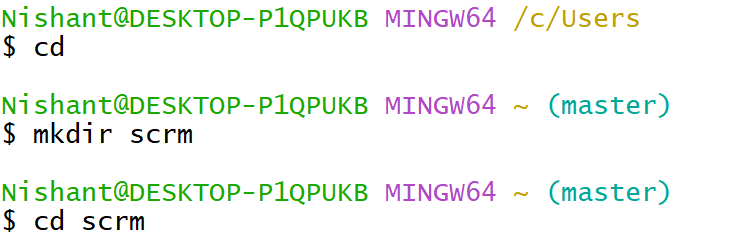 Nishant@DESKTOP-P1QPUKB MINGW64 /c/Users
$ cd
Nishant@DESKTOP-P1QPUKB MINGW64 ~ (master)
$ mkdir scrm
Nishant@DESKTOP-P1QPUKB MINGW64 ~ (master)
$ cd scrm